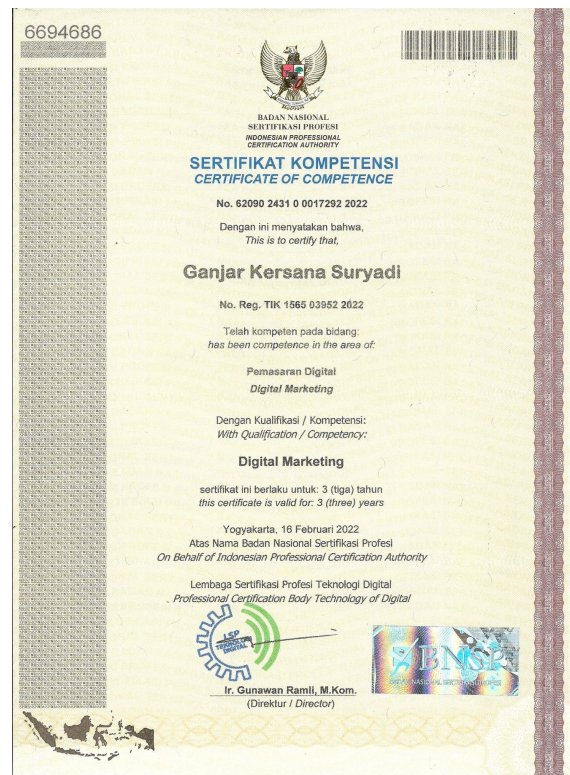 6694686
BADAN NASIONAL
SERTIFIKASI PROFESI
INDONESIAN PROFESSIONAL
CERTIFICATION AUTHORITY
SERTIFIKAT KOMPETENSI
CERTIFICATE OF COMPETENCE
No. 62090 2431 0 0017292 2022
Dengan ini menyatakan bahwa,
This is to certify that,
Ganjar Kersana Suryadi
No. Reg. TIK 1565 03952 2022
Telah kompeten pada bidang:
has been competence in the area of:
Pemasaran Digital
Digital Marketing
Dengan Kualifikasi / Kompetensi:
With Qualification / Competency:
Digital Marketing
sertifikat ini berlaku untuk: 3 (tiga) tahun
this certificate is valid for: 3 (three) years
Yogyakarta, 16 Februari 2022
Atas Nama Badan Nasional Sertifikasi Profesi
On Behalf of Indonesian Professional Certification Authority
Lembaga Sertifikasi Profesi Teknologi Digital
Professional Certification Body Technology of Digital
LSP
TEKNOLOGI
DIGITAL
BNSP
Ir. Gunawan Ramli, M.Kom.
(Direktur / Director)